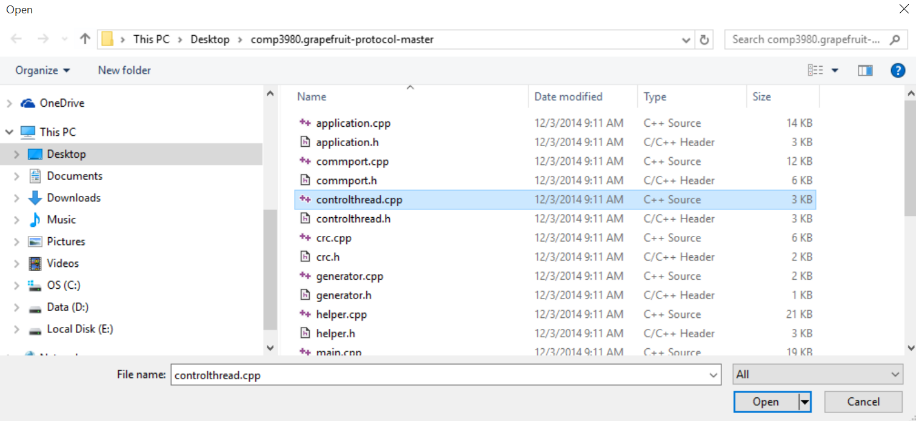 Open
This PC > Desktop > comp3980.grapefruit-protocol-master
Search comp3980.grapefruit-...
Organize New folder
OneDrive
This PC
Desktop
Documents
Downloads
Music
Pictures
Videos
OS (C:)
Data (D:)
Local Disk (E:)
Name Date modified Type Size
application.cpp 12/3/2014 9:11 AM C++ Source 14 KB
application.h 12/3/2014 9:11 AM C/C++ Header 3 KB
commport.cpp 12/3/2014 9:11 AM C++ Source 12 KB
commport.h 12/3/2014 9:11 AM C/C++ Header 6 KB
controlthread.cpp 12/3/2014 9:11 AM C++ Source 3 KB
controlthread.h 12/3/2014 9:11 AM C/C++ Header 3 KB
crc.cpp 12/3/2014 9:11 AM C++ Source 6 KB
crc.h 12/3/2014 9:11 AM C/C++ Header 2 KB
generator.cpp 12/3/2014 9:11 AM C++ Source 2 KB
generator.h 12/3/2014 9:11 AM C/C++ Header 1 KB
helper.cpp 12/3/2014 9:11 AM C++ Source 21 KB
helper.h 12/3/2014 9:11 AM C/C++ Header 3 KB
main.cpp 12/3/2014 9:11 AM C++ Source 19 KB
File name: controlthread.cpp All
Open Cancel